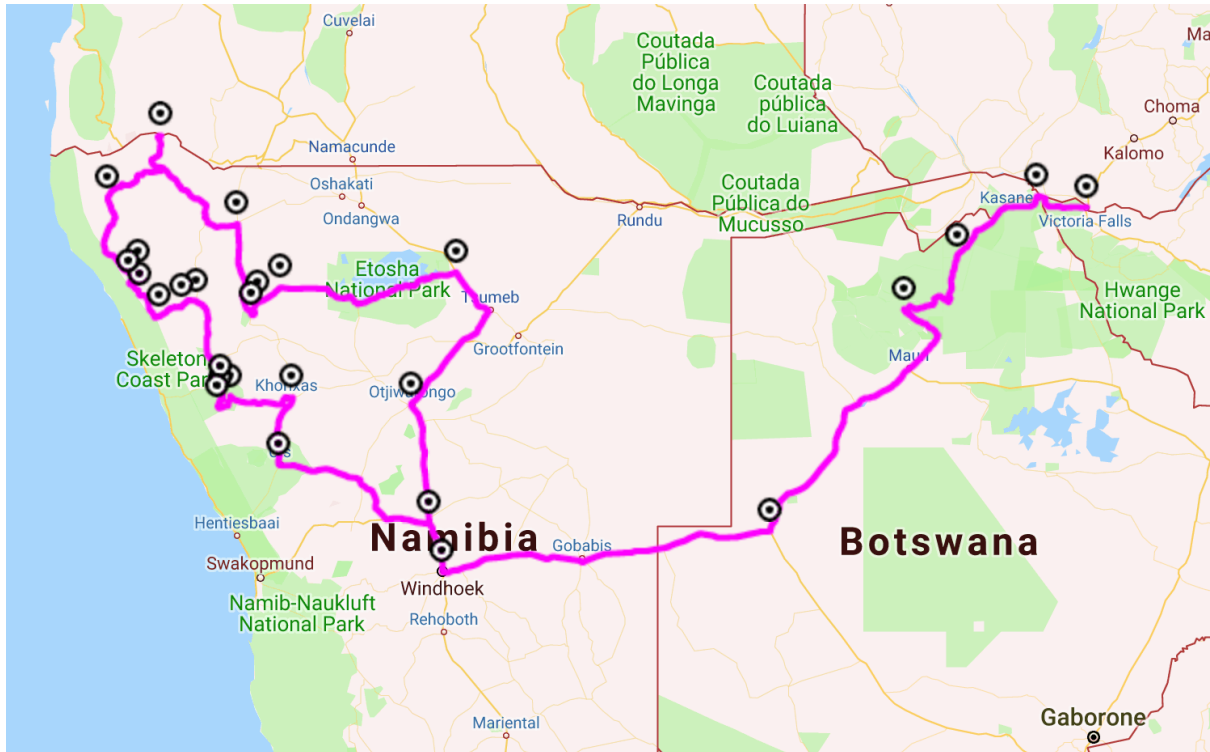 Cuvelai
Coutada
Pública
do Longa
Mavinga
Coutada
pública
do Luiana
Ma
Choma
Kalomo
Namacunde
Oshakati
Ondangwa
Rundu
Coutada
Pública do
Mucusso
Kasane
Victoria Falls
Etosha
National Park
Tsumeb
Grootfontein
Hwange
National Park
Maun
Skeleton
Coast Park
Khorixas
Otjiwarongo
Hentiesbaai
Namibia
Gobabis
Botswana
Swakopmund
Windhoek
Namib-Naukluft
National Park
Rehoboth
Mariental
Gaborone